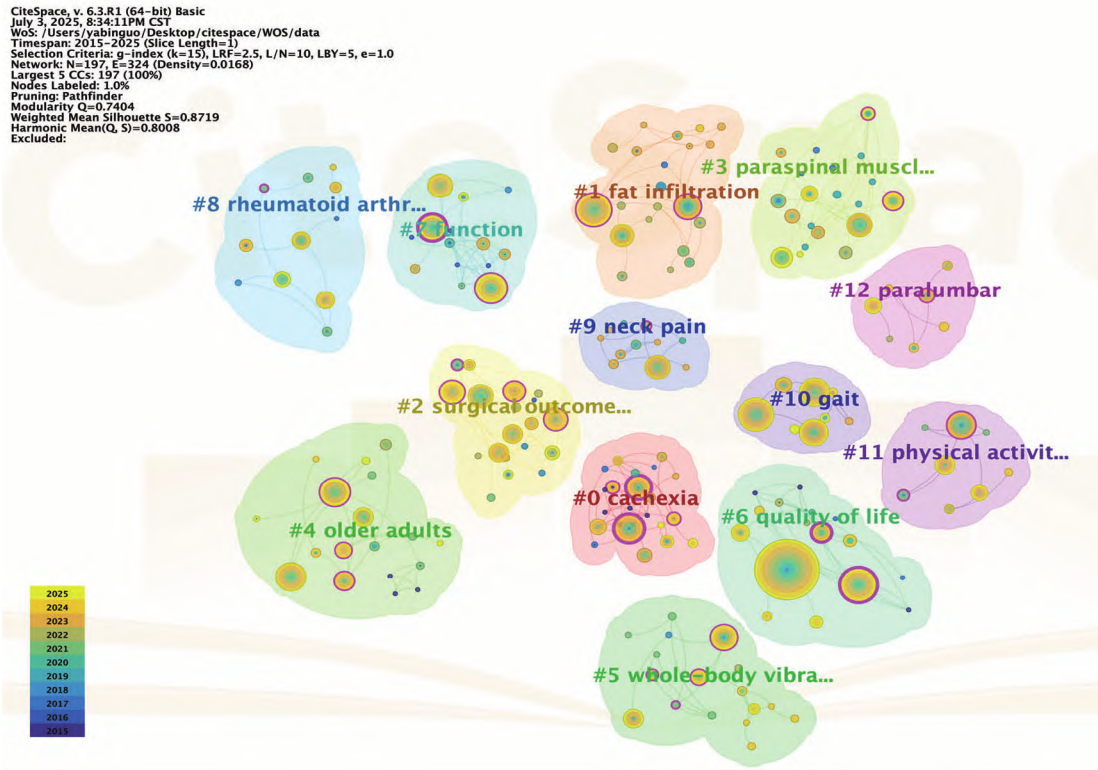 CiteSpace, v. 6.3.R1 (64-bit) Basic
July 3, 2025, 8:34:11PM CST
WoS: /Users/yabinguo/Desktop/citespace/WOS/data
Timespan: 2015-2025 (Slice Length=1)
Selection Criteria: g-index (k=15), LRF=2.5, L/N=10, LBY=5, e=1.0
Network: N=197, E=324 (Density=0.0168)
Largest 5 CCs: 197 (100%)
Nodes Labeled: 1.0%
Pruning: Pathfinder
Modularity Q=0.7404
Weighted Mean Silhouette S=0.8719
Harmonic Mean(Q, S)=0.8008
Excluded:
#3 paraspinal muscl...
#1 fat infiltration
#8 rheumatoid arthr...
#7 function
#12 paralumbar
#9 neck pain
#10 gait
#2 surgical outcome...
#11 physical activit...
#0 cachexia
#6 quality of life
#4 older adults
#5 whole-body vibra...
2025
2024
2023
2022
2021
2020
2019
2018
2017
2016
2015